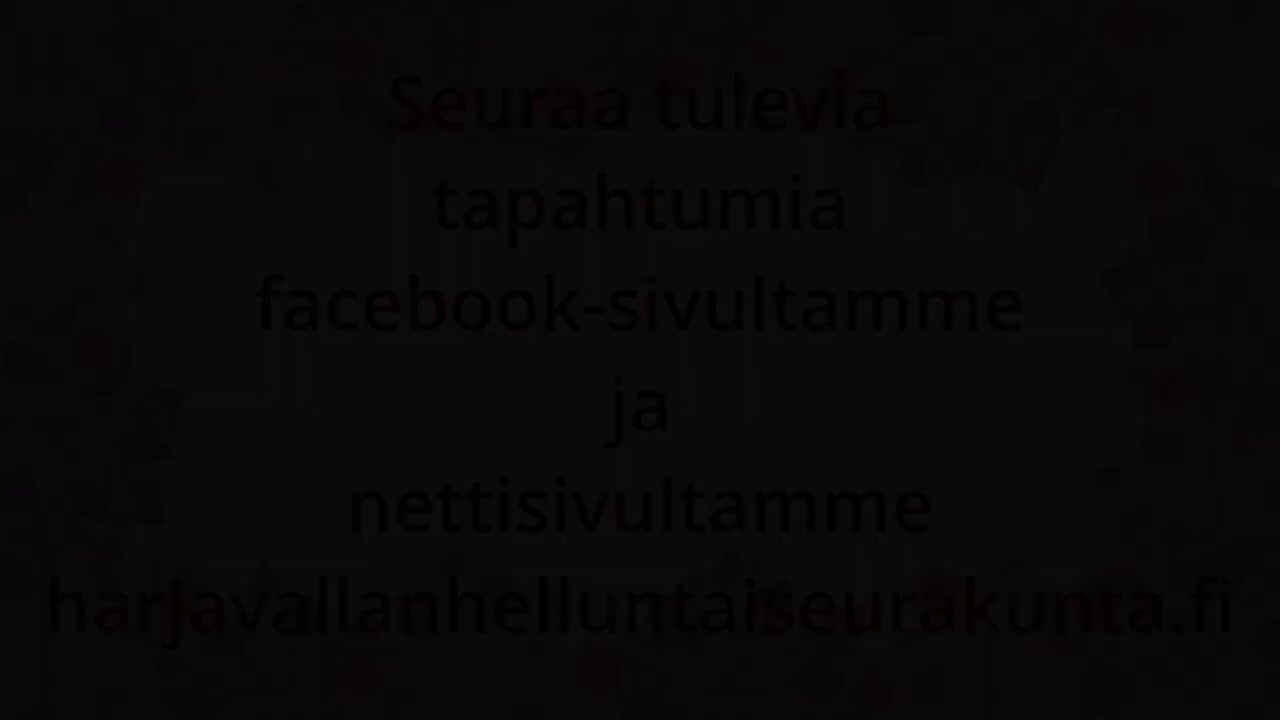 Seuraa tulevia
tapahtumia
facebook-sivultamme
ja
nettisivultamme
harjavallanhelluntaiseurakunta.fi